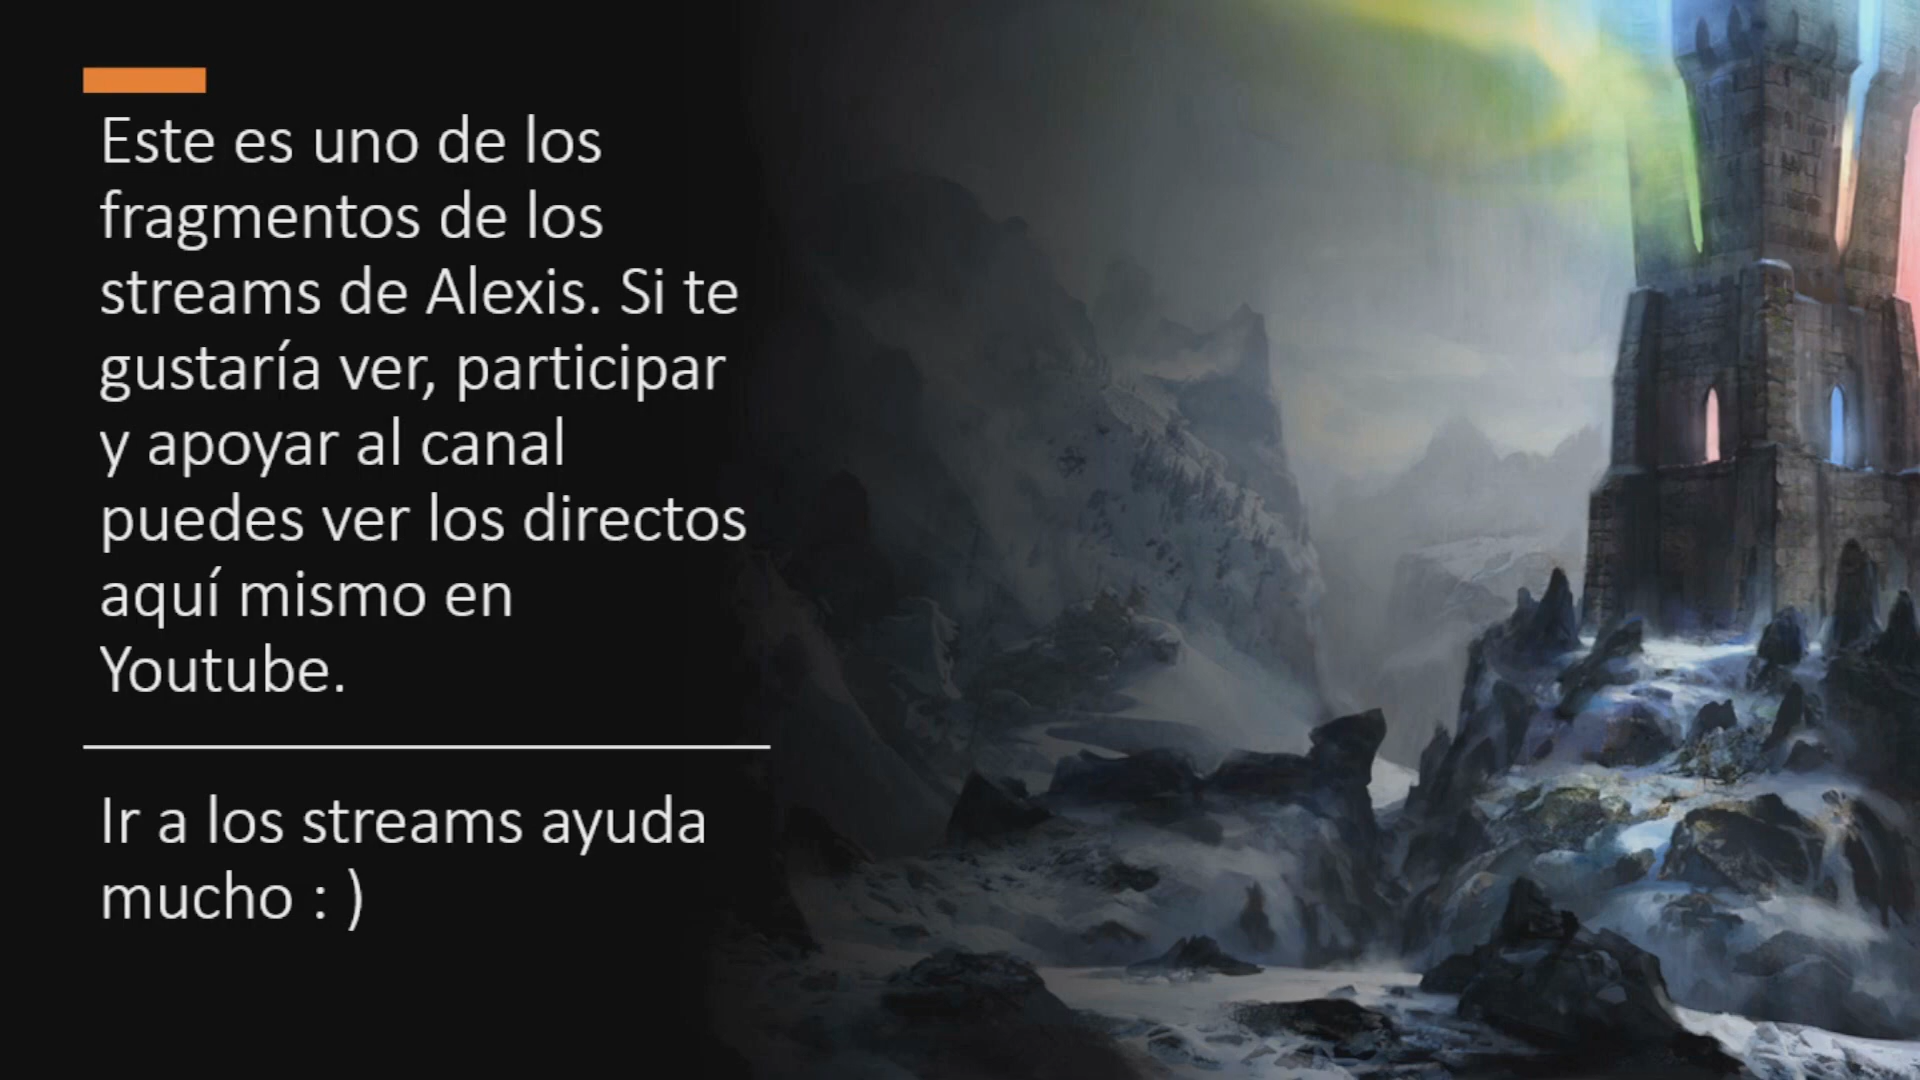 Este es uno de los
fragmentos de los
streams de Alexis. Si te
gustaría ver, participar
y apoyar al canal
puedes ver los directos
aquí mismo en
Youtube.
Ir a los streams ayuda
mucho : )